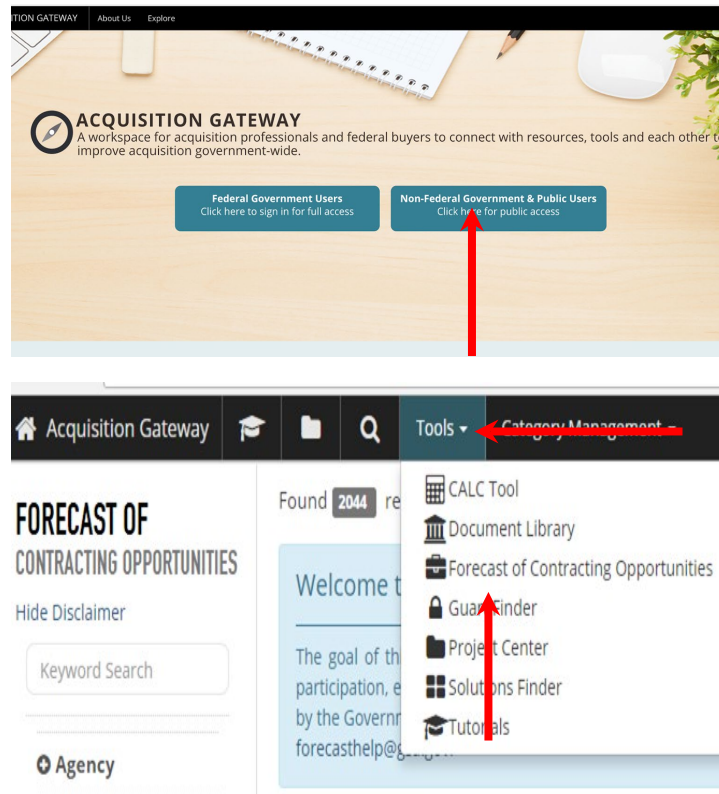 TION GATEWAY About Us Explore
ACQUISITION GATEWAY
A workspace for acquisition professionals and federal buyers to connect with resources, tools and each other t
improve acquisition government-wide.
Federal Government Users
Click here to sign in for full access
Non-Federal Government & Public Users
Click here for public access
Acquisition Gateway Tools Category Management
FORECAST OF
CONTRACTING OPPORTUNITIES
Hide Disclaimer
Keyword Search
Agency
Found 2044 re
Welcome t
The goal of th
participation, e
by the Governm
forecasthelp@g
CALC Tool
Document Library
Forecast of Contracting Opportunities
Guard Finder
Project Center
Solutions Finder
Tutorials